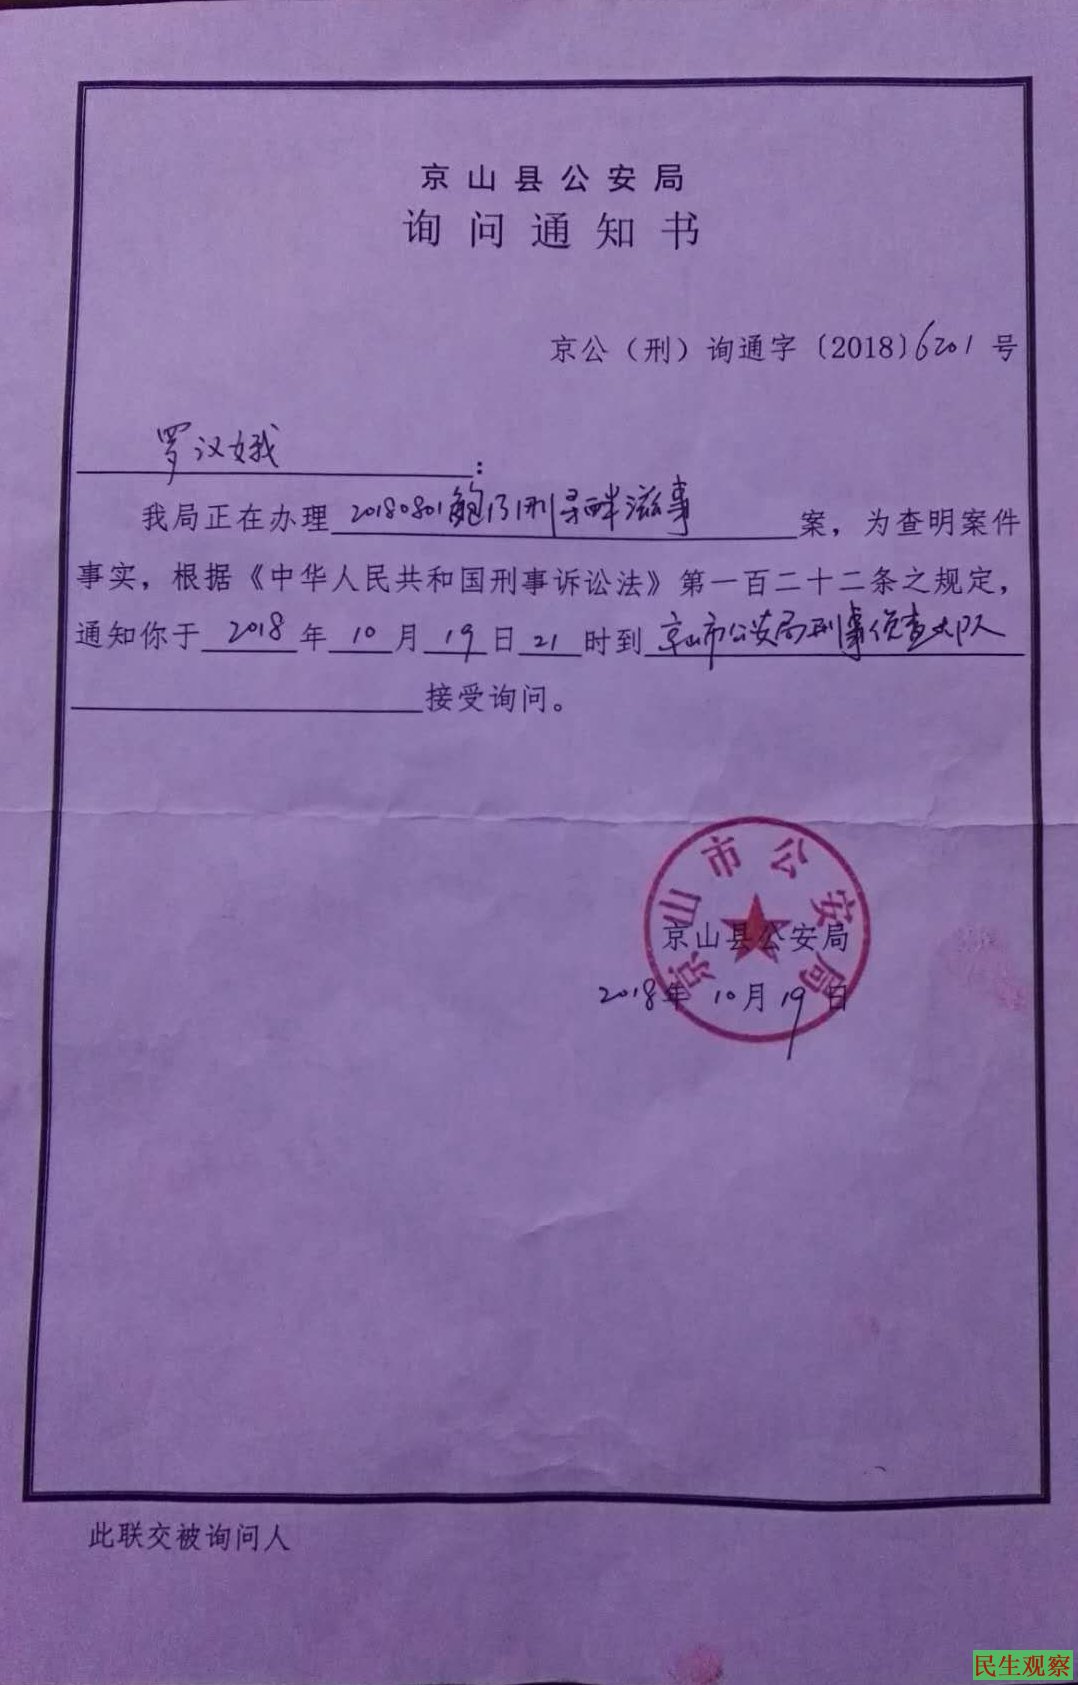 京山县公安局
询问通知书
京公（刑）询通字〔2018〕6201号
罗汉娥：
我局正在办理20180801鲍乃刚寻畔滋事案，为查明案件
事实，根据《中华人民共和国刑事诉讼法》第一百二十二条之规定，
通知你于2018年10月19日21时到京山市公安局刑事侦查大队
接受询问。
京山市公安局
京山县公安局
2018年10月19日
此联交被询问人
民生观察